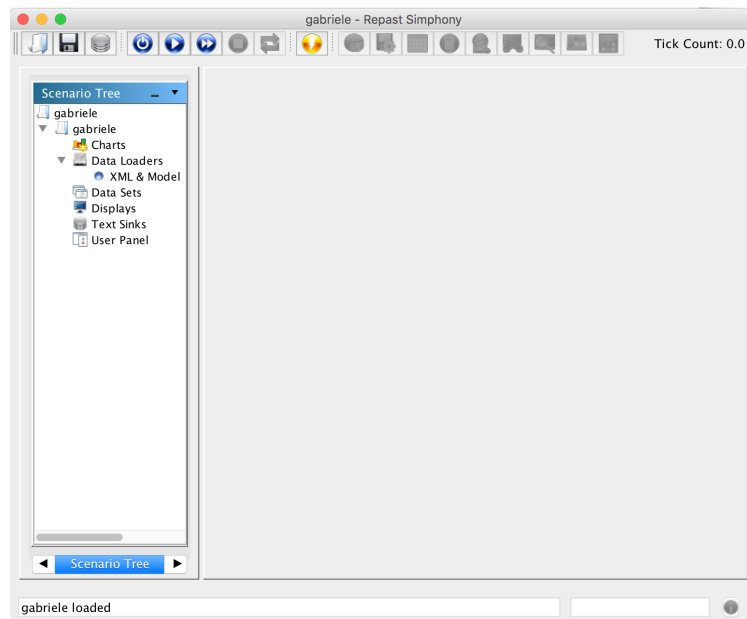 gabriele - Repast Simphony
Tick Count: 0.0
Scenario Tree
gabriele
gabriele
Charts
Data Loaders
XML & Model
Data Sets
Displays
Text Sinks
User Panel
Scenario Tree
gabriele loaded